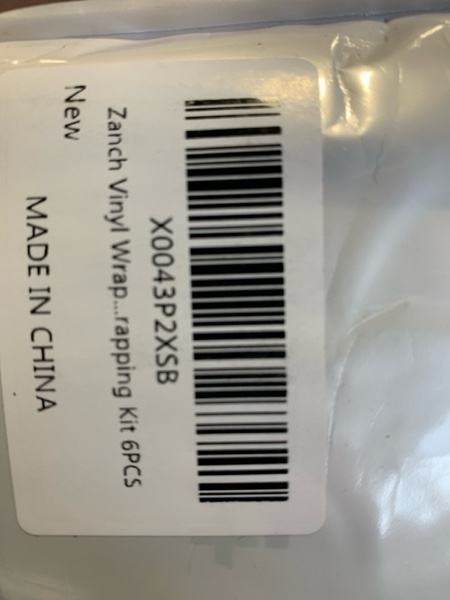 X0043P2XSB
Zanch Vinyl Wrap...rapping Kit 6PCS
New
MADE IN CHINA